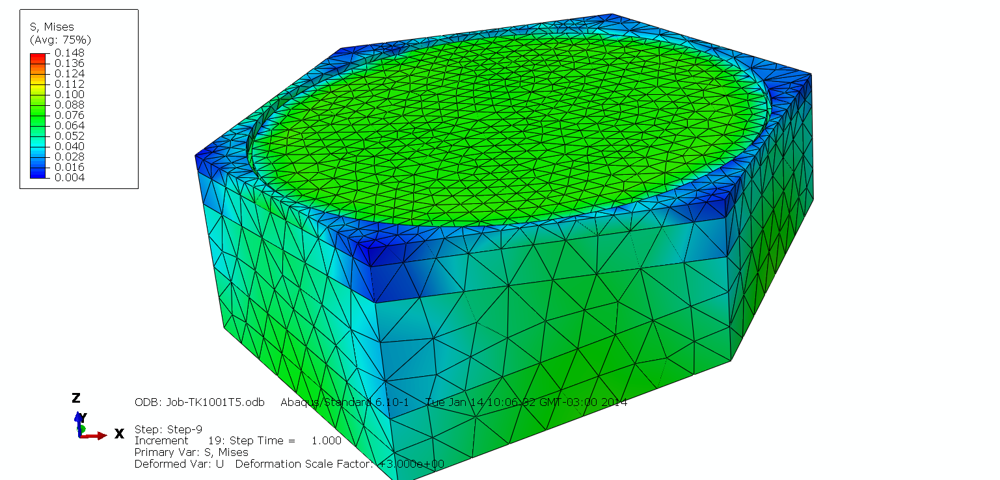 S, Mises
(Avg: 75%)
0.148
0.136
0.124
0.112
0.100
0.088
0.076
0.064
0.052
0.040
0.028
0.016
0.004
Z
Y
X
ODB: Job-TK1001T5.odb Abaqus/Standard 6.10-1 Tue Jan 14 10:06:32 GMT-03:00 2014
Step: Step-9
Increment 19: Step Time = 1.000
Primary Var: S, Mises
Deformed Var: U Deformation Scale Factor: +3.000e+00